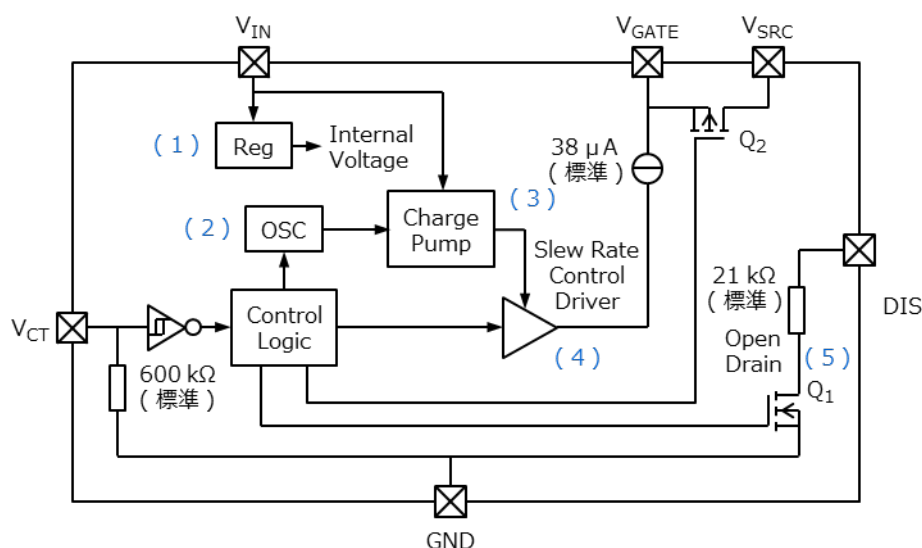 VIN
VGATE
VSRC
(1)
Reg
Internal
Voltage
38 μA
(標準)
Q2
(2)
OSC
Charge
Pump
(3)
Slew Rate
Control
Driver
21 kΩ
(標準)
DIS
VCT
Control
Logic
(4)
Open
Drain
(5)
600 kΩ
(標準)
Q1
GND